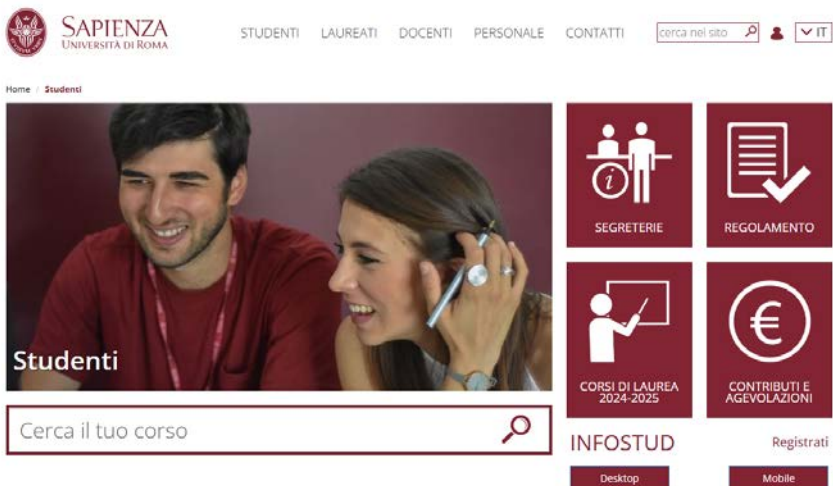 SAPIENZA
UNIVERSITÀ DI ROMA
STUDENTI LAUREATI DOCENTI PERSONALE CONTATTI cerca nel sito IT
Home / Studenti
SEGRETERIE
REGOLAMENTO
Studenti
CORSI DI LAUREA
2024-2025
CONTRIBUTI E
AGEVOLAZIONI
Cerca il tuo corso
INFOSTUD Registrati
Desktop Mobile